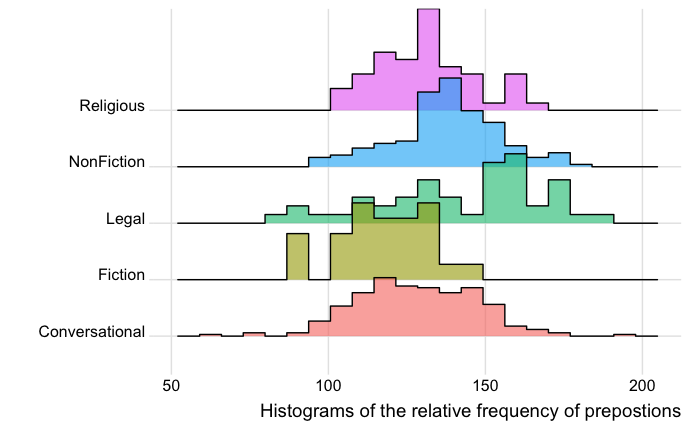 Religious
NonFiction
Legal
Fiction
Conversational
50 100 150 200
Histograms of the relative frequency of prepostions